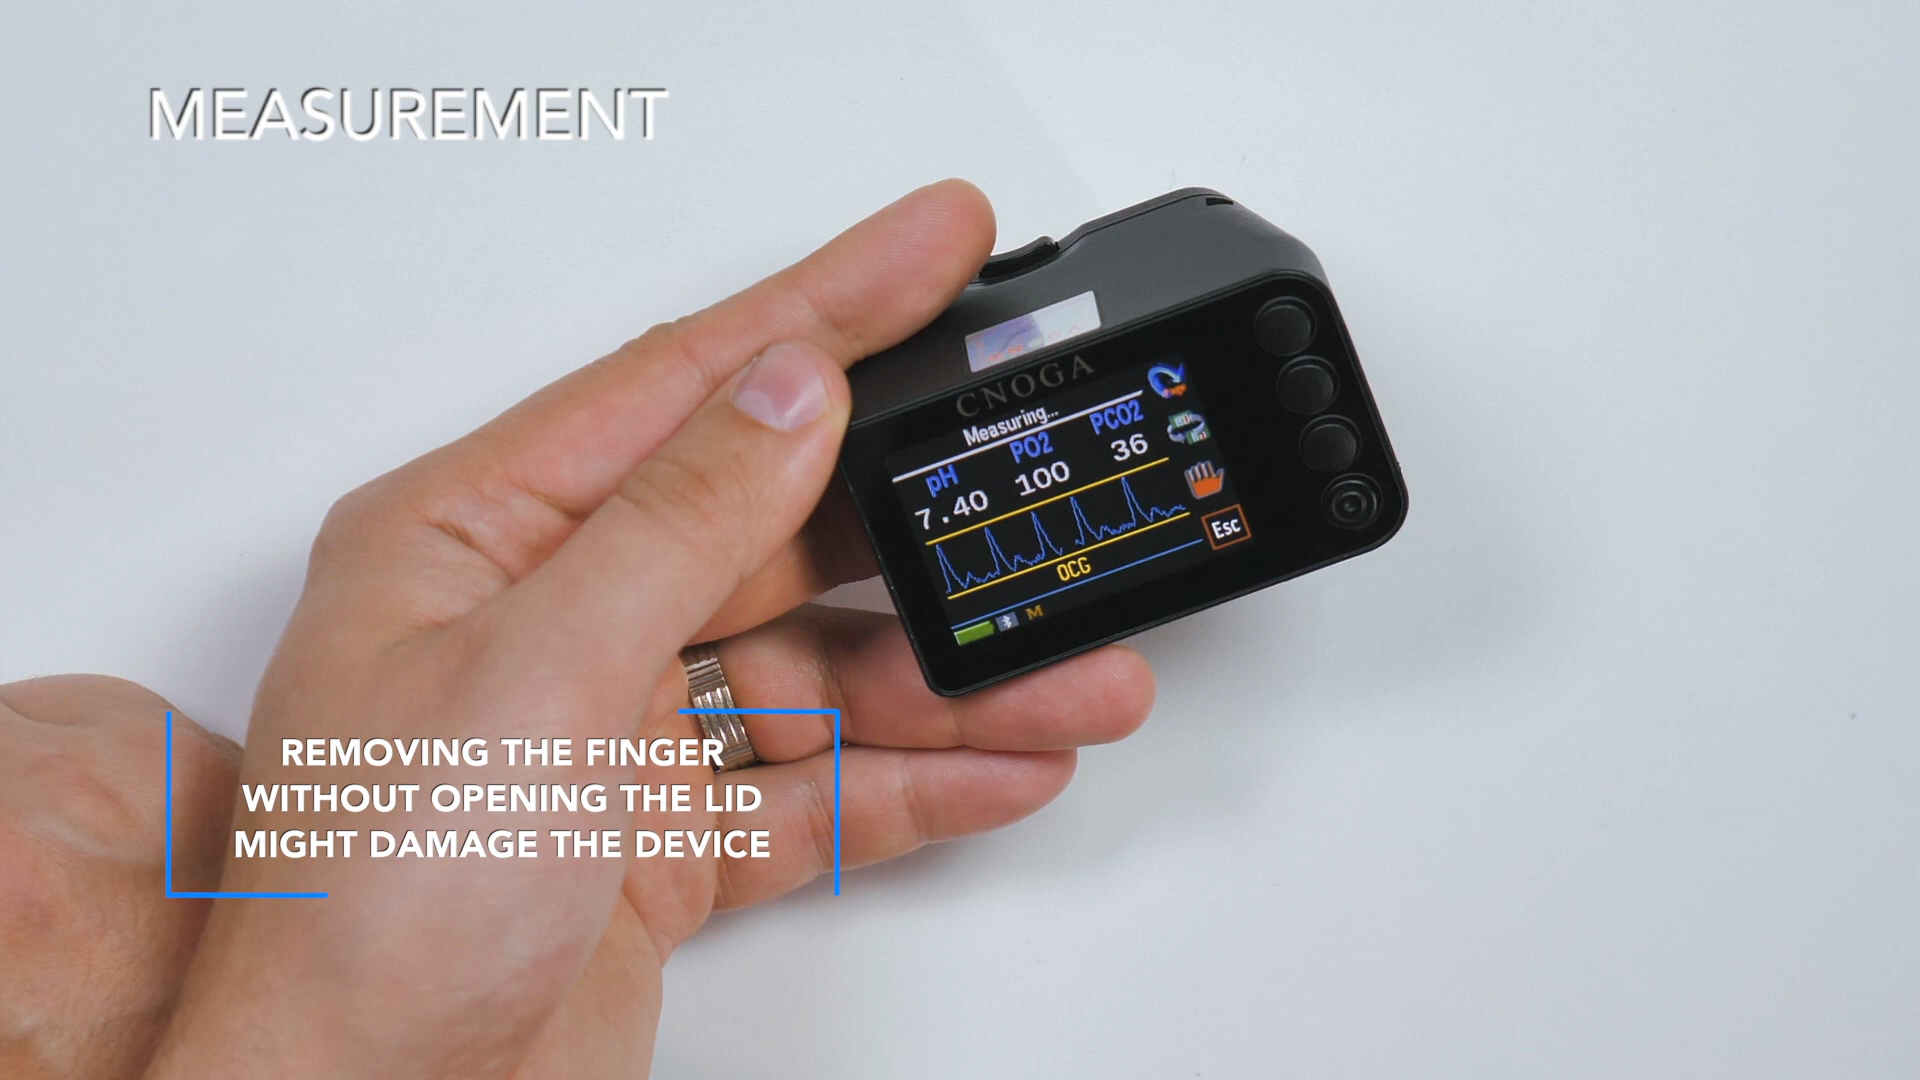 MEASUREMENT
CNOGA
Measuring...
pH PO2 PCO2
7.40 100 36
OCG
Esc
M
REMOVING THE FINGER
WITHOUT OPENING THE LID
MIGHT DAMAGE THE DEVICE